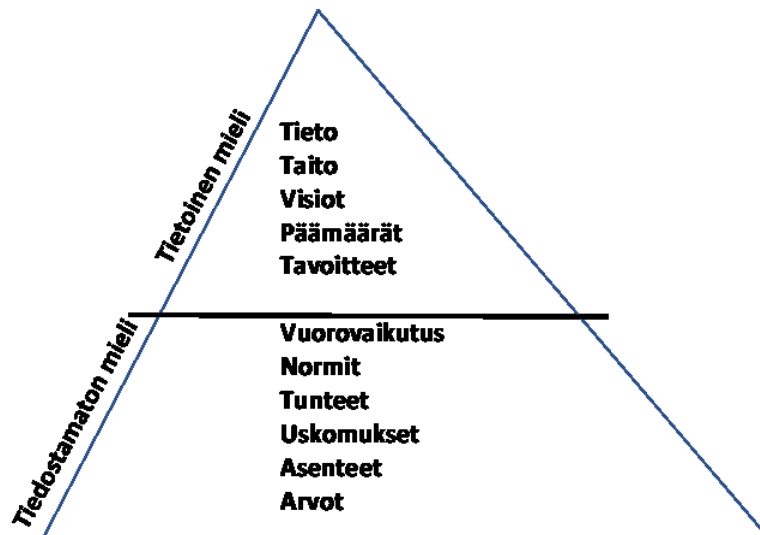 Tietoinen mieli
Tieto
Taito
Visiot
Päämäärät
Tavoitteet
Tiedostamaton mieli
Vuorovaikutus
Normit
Tunteet
Uskomukset
Asenteet
Arvot